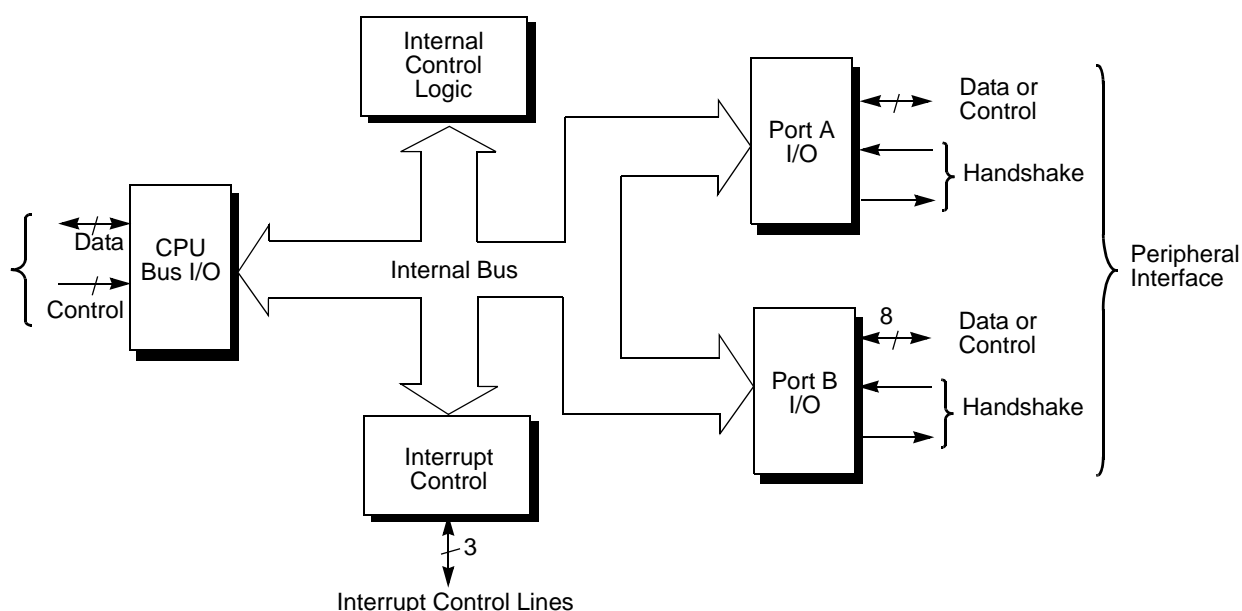 Internal
Control
Logic
Port A
I/O
Data or
Control
Handshake
Data
Control
CPU
Bus I/O
Internal Bus
Peripheral
Interface
Port B
I/O
8
Data or
Control
Handshake
Interrupt
Control
3
Interrupt Control Lines